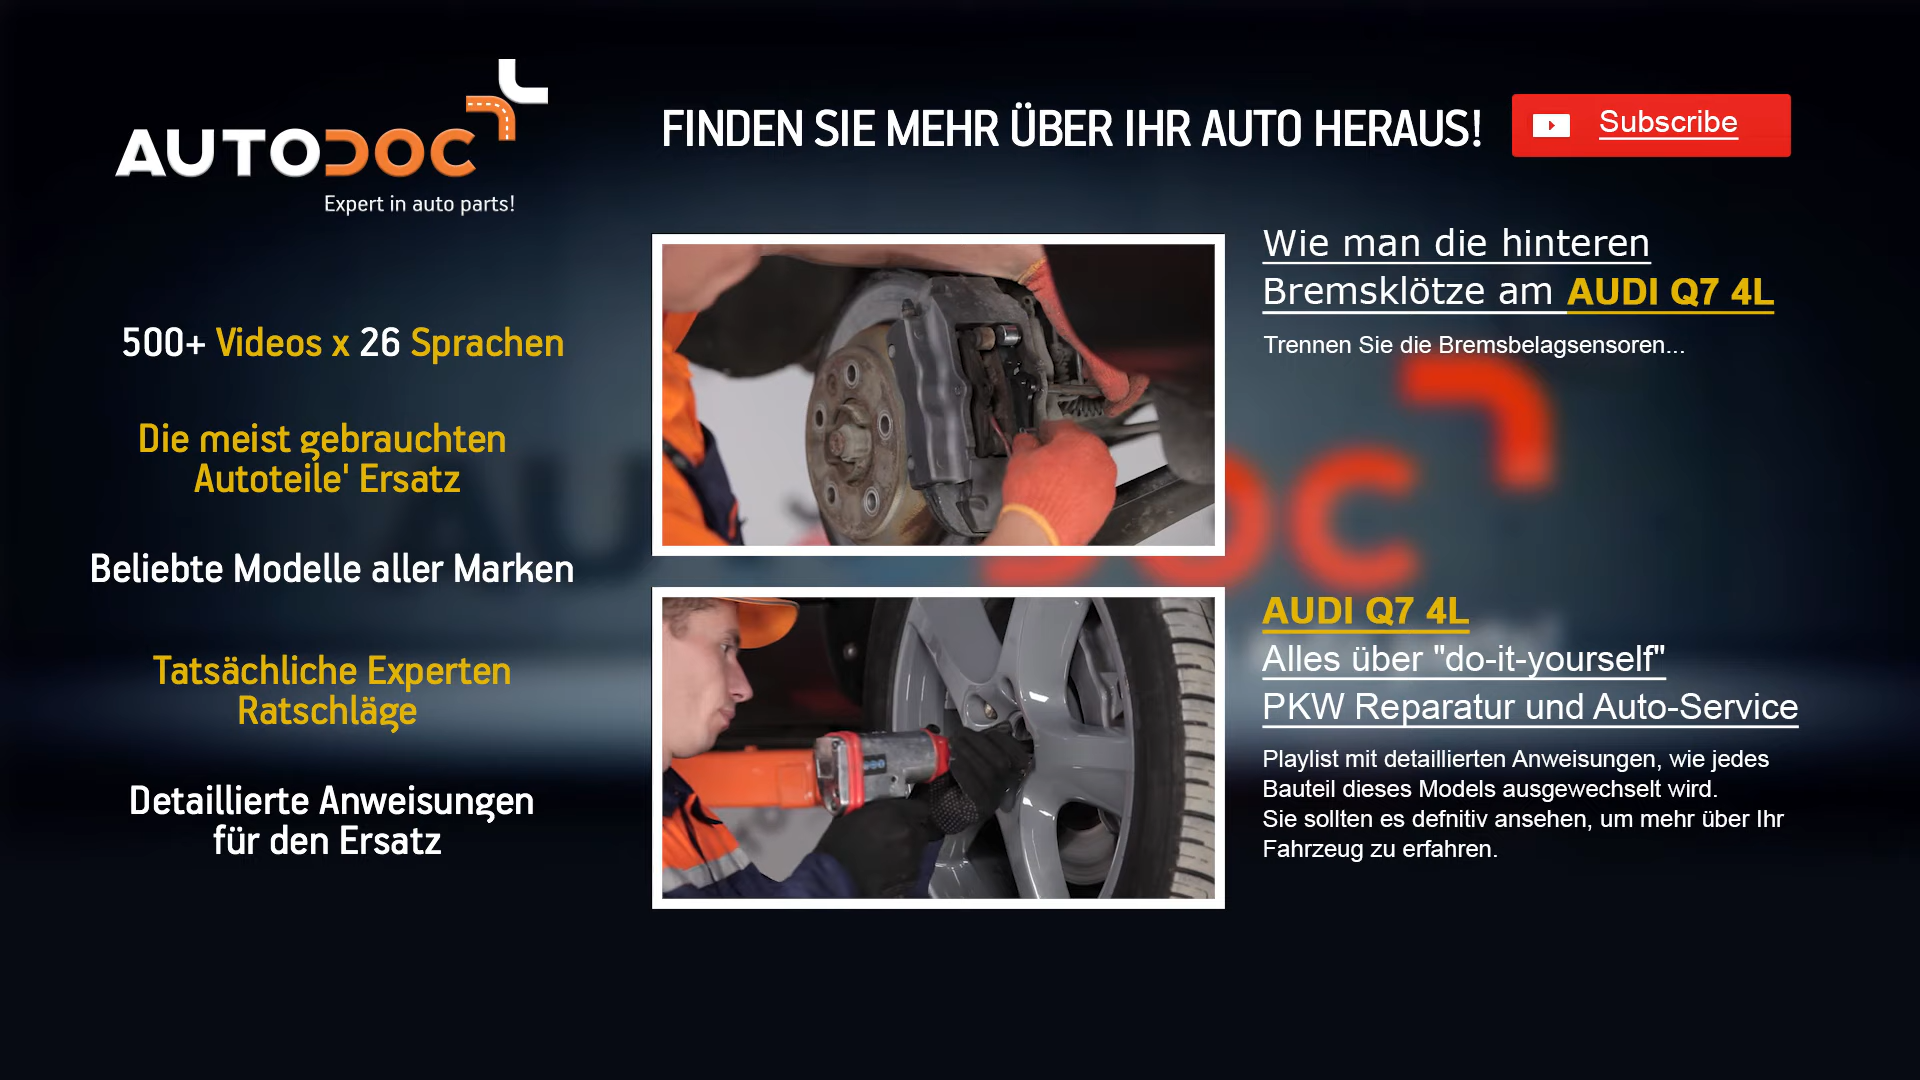 AUTODOC
Expert in auto parts!
FINDEN SIE MEHR ÜBER IHR AUTO HERAUS!
Subscribe
500+ Videos x 26 Sprachen
Die meist gebrauchten
Autoteile' Ersatz
Beliebte Modelle aller Marken
Tatsächliche Experten
Ratschläge
Detaillierte Anweisungen
für den Ersatz
Wie man die hinteren
Bremsklötze am AUDI Q7 4L
Trennen Sie die Bremsbelagsensoren...
AUDI Q7 4L
Alles über "do-it-yourself"
PKW Reparatur und Auto-Service
Playlist mit detaillierten Anweisungen, wie jedes
Bauteil dieses Models ausgewechselt wird.
Sie sollten es defnitiv ansehen, um mehr über Ihr
Fahrzeug zu erfahren.